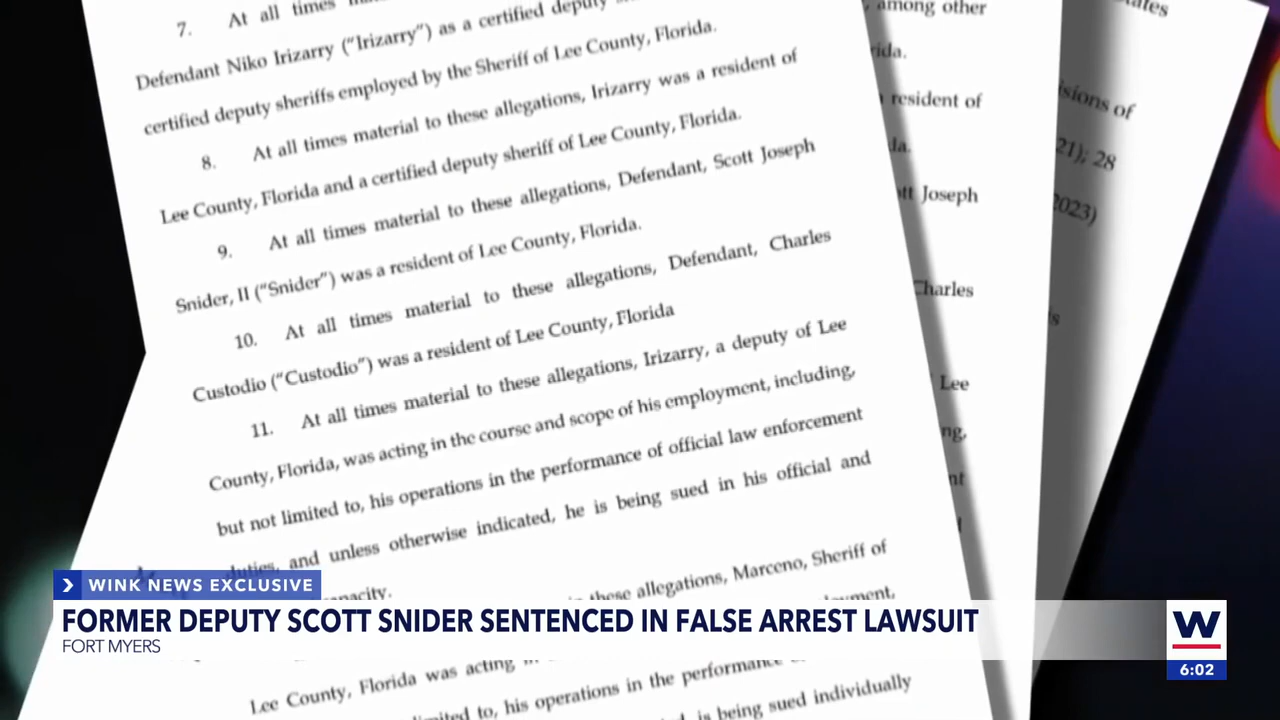 7. At all times
Defendant Niko Irizarry (“Irizarry”) as a certified deputy
certified deputy sheriffs employed by the Sheriff of Lee County, Florida.
8. At all times material to these allegations, Irizarry was a resident of
Lee County, Florida and a certified deputy sheriff of Lee County, Florida.
9. At all times material to these allegations, Defendant, Scott Joseph
Snider, II (“Snider”) was a resident of Lee County, Florida.
10. At all times material to these allegations, Defendant, Charles
Custodio (“Custodio”) was a resident of Lee County, Florida
11. At all times material to these allegations, Irizarry, a deputy of Lee
County, Florida, was acting in the course and scope of his employment, including,
but not limited to, his operations in the performance of official law enforcement
duties, and unless otherwise indicated, he is being sued in his official and
these allegations, Marceno, Sheriff of
Lee County, Florida was acting
to, his operations in the performance
is being sued individually
, among other
resident of
Joseph
Charles
Lee
of
21); 28
2023)
WINK NEWS EXCLUSIVE
FORMER DEPUTY SCOTT SNIDER SENTENCED IN FALSE ARREST LAWSUIT
FORT MYERS
W
6:02